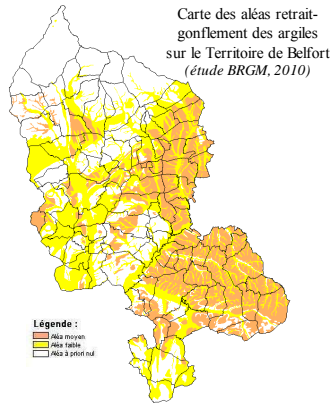 Carte des aléas retrait-
gonflement des argiles
sur le Territoire de Belfort
(étude BRGM, 2010)
Légende :
Aléa moyen
Aléa faible
Aléa à priori nul